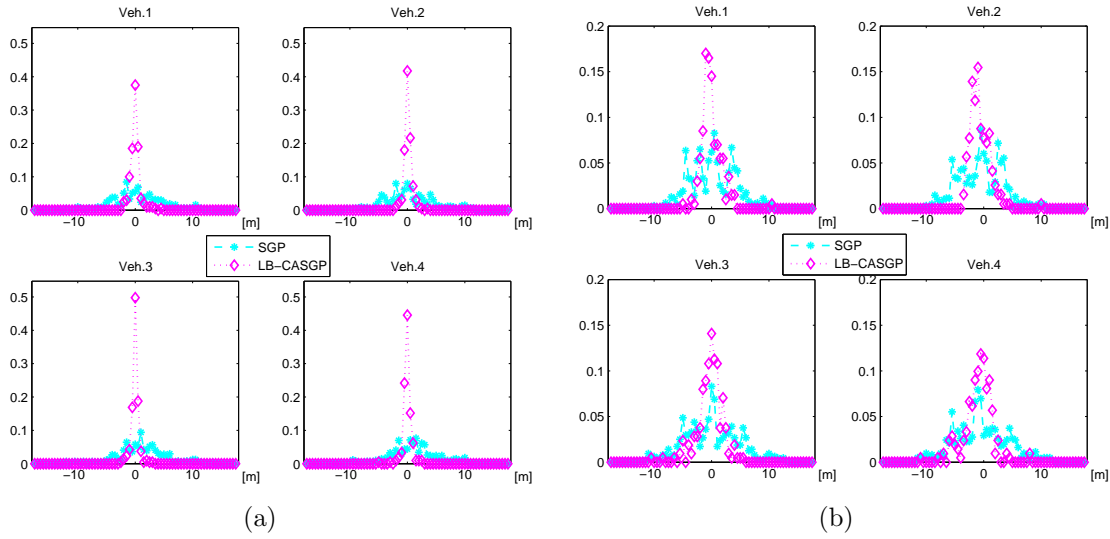 Veh.1 Veh.2 Veh.1 Veh.2
0.5 0.5 0.2 0.2
0.4 0.4 0.15 0.15
0.3 0.3 0.1 0.1
0.2 0.2 0.05 0.05
0.1 0.1 0 0
0 0
−10 0 10 [m] −10 0 10 [m] −10 0 10 [m] −10 0 10 [m]
SGP SGP
LB−CASGP LB−CASGP
Veh.3 Veh.4 Veh.3 Veh.4
0.5 0.5 0.2 0.2
0.4 0.4 0.15 0.15
0.3 0.3 0.1 0.1
0.2 0.2 0.05 0.05
0.1 0.1 0 0
0 0
−10 0 10 [m] −10 0 10 [m] −10 0 10 [m] −10 0 10 [m]
(a) (b)